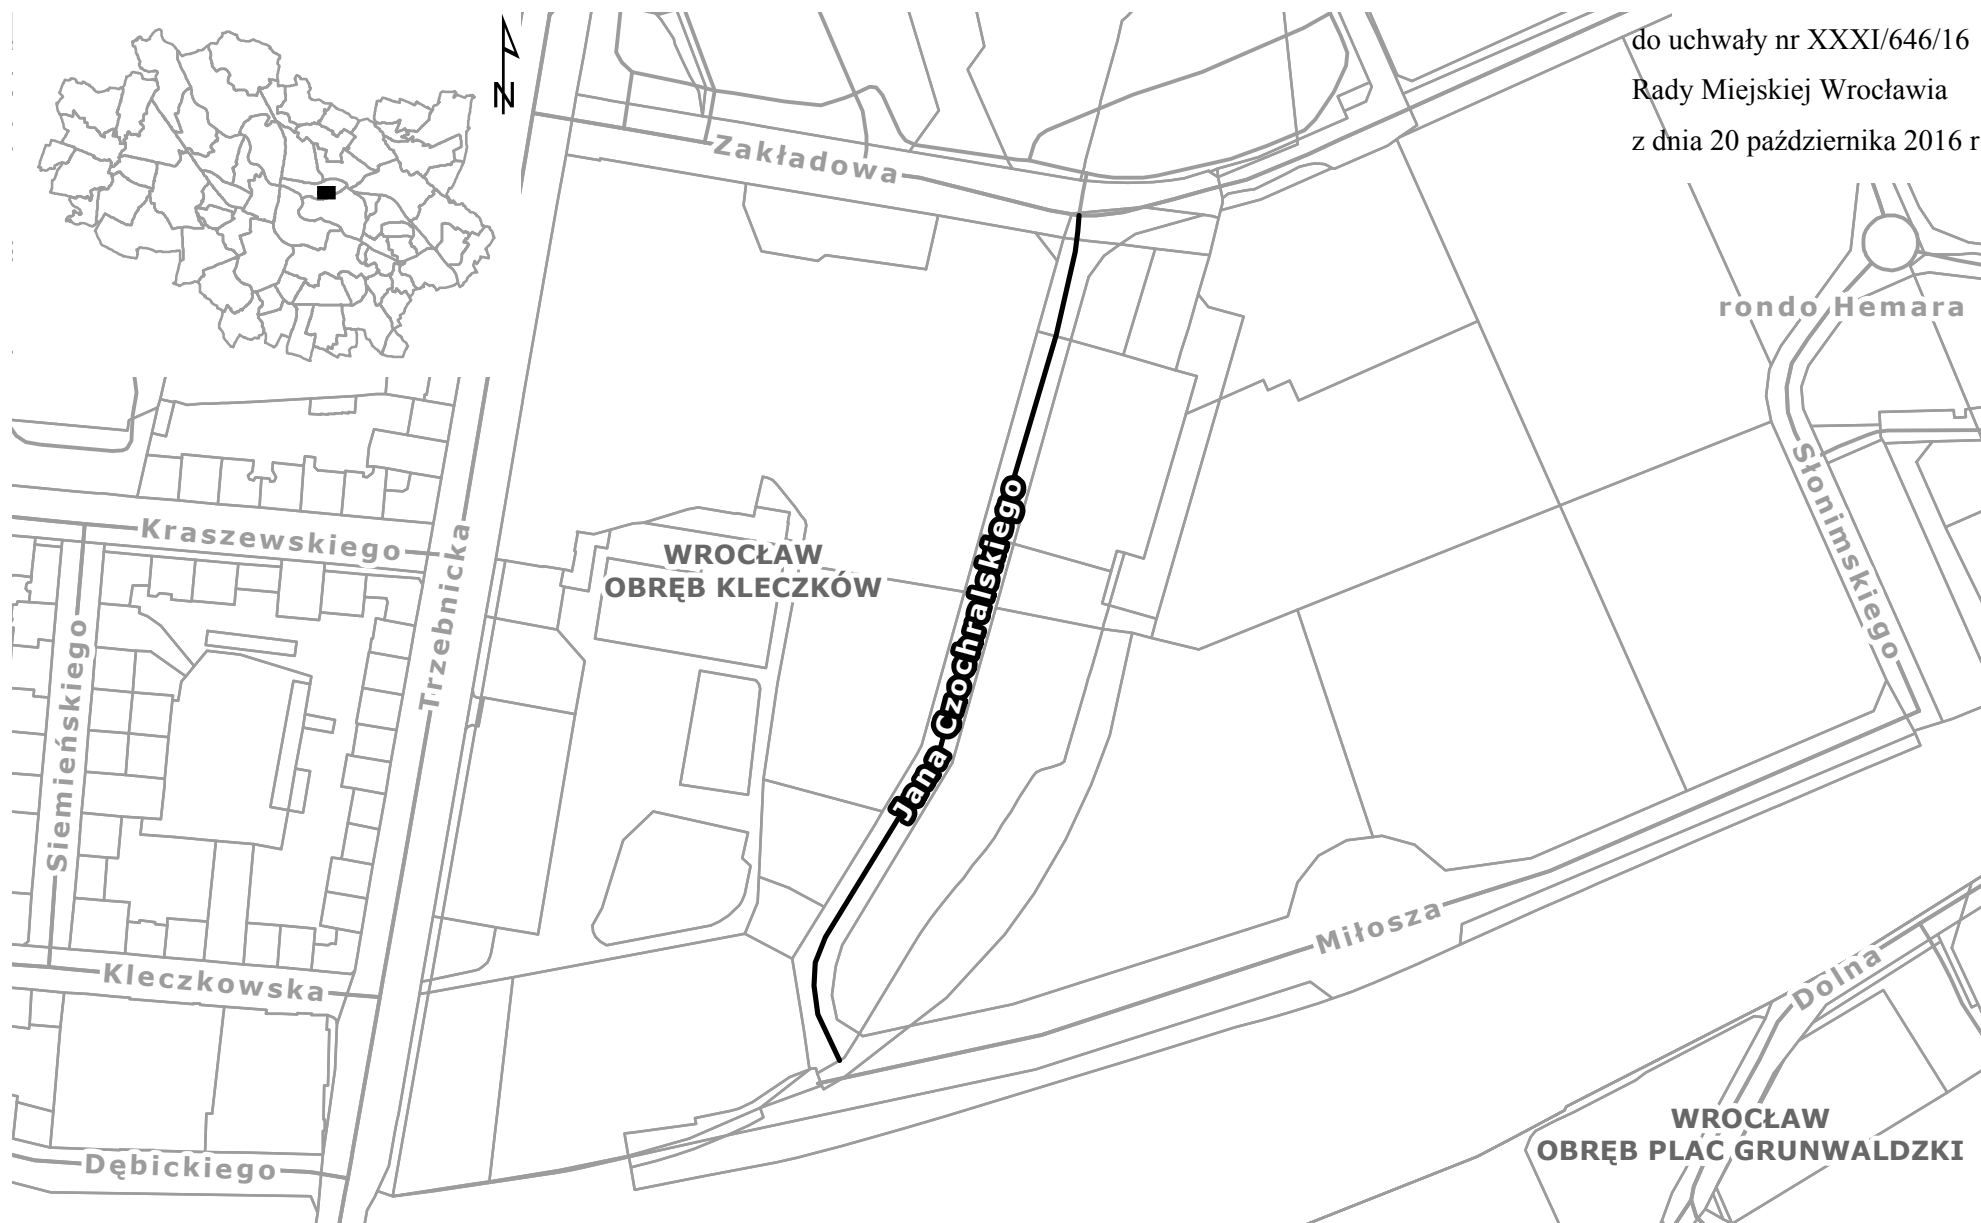 do uchwały nr XXXI/646/16
Rady Miejskiej Wrocławia
z dnia 20 października 2016 r
N
Zakładowa
rondo Hemara
Słonimskiego
Kraszewskiego
Trzebnicka
WROCŁAW
OBRĘB KLECZKÓW
Jana Czochralskiego
Siemieńskiego
Miłosza
Kleczkowska
Dolna
Dębickiego
WROCŁAW
OBRĘB PLAC GRUNWALDZKI